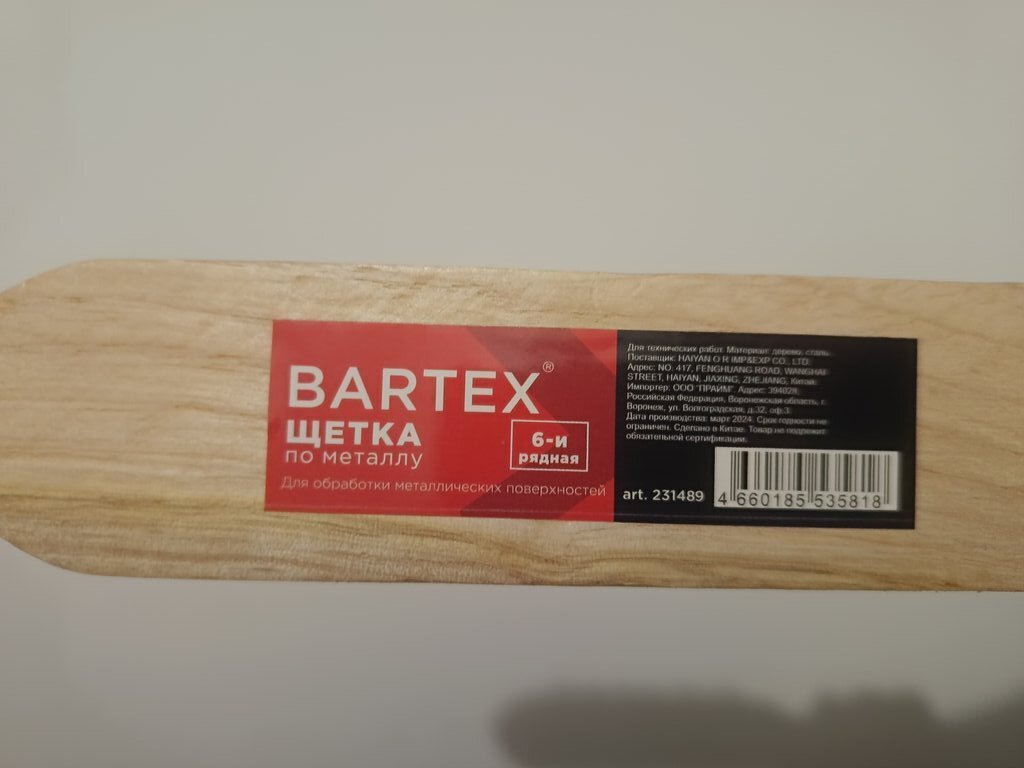 BARTEX®
ЩЕТКА
по металлу
6-и
рядная
Для обработки металлических поверхностей
Для технических работ. Материал: дерево, сталь.
Поставщик: HAIYAN O R IMP&EXP CO., LTD.
Адрес: NO. 417, FENGHUANG ROAD, WANGHAI
STREET, HAIYAN, JIAXING, ZHEJIANG, Китай.
Импортер: ООО "ПРАЙМ". Адрес: 394028,
Российская Федерация, Воронежская область, г.
Воронеж, ул. Волгоградская, д.32, оф.3.
Дата производства: март 2024. Срок годности не
ограничен. Сделано в Китае. Товар не подлежит
обязательной сертификации.
art. 231489
4 660185 535818